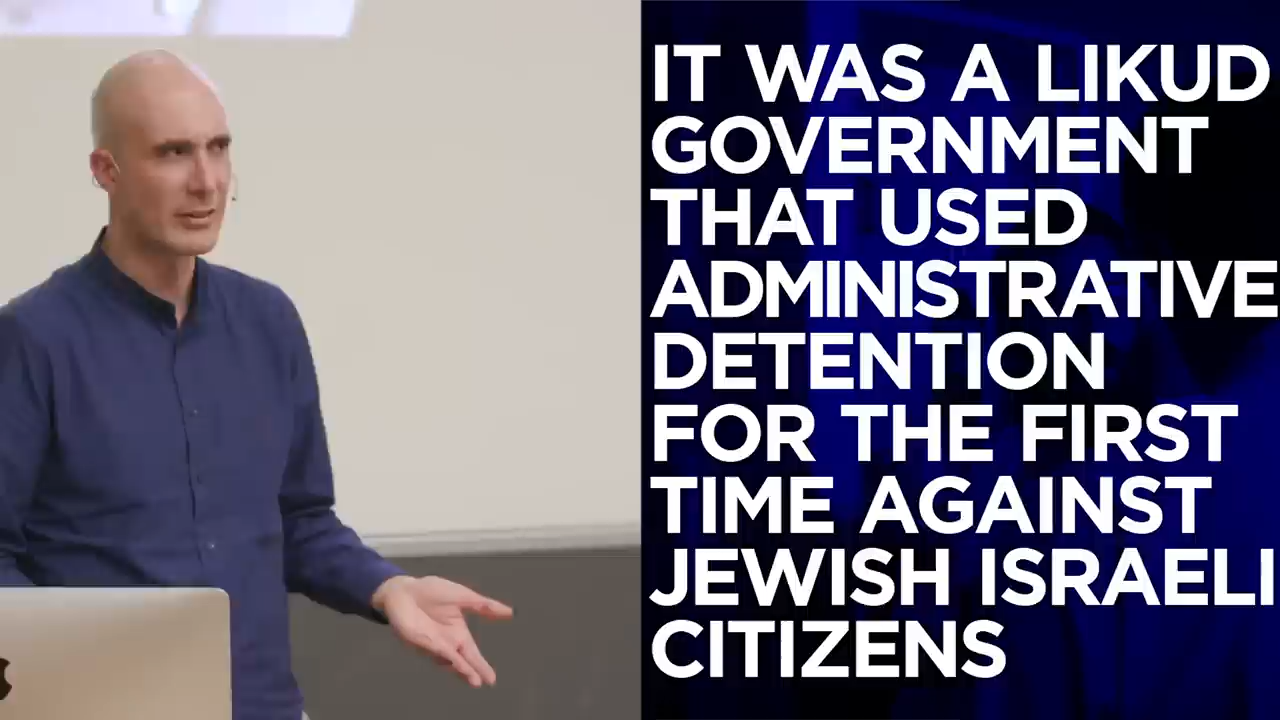 IT WAS A LIKUD
GOVERNMENT
THAT USED
ADMINISTRATIVE
DETENTION
FOR THE FIRST
TIME AGAINST
JEWISH ISRAELI
CITIZENS